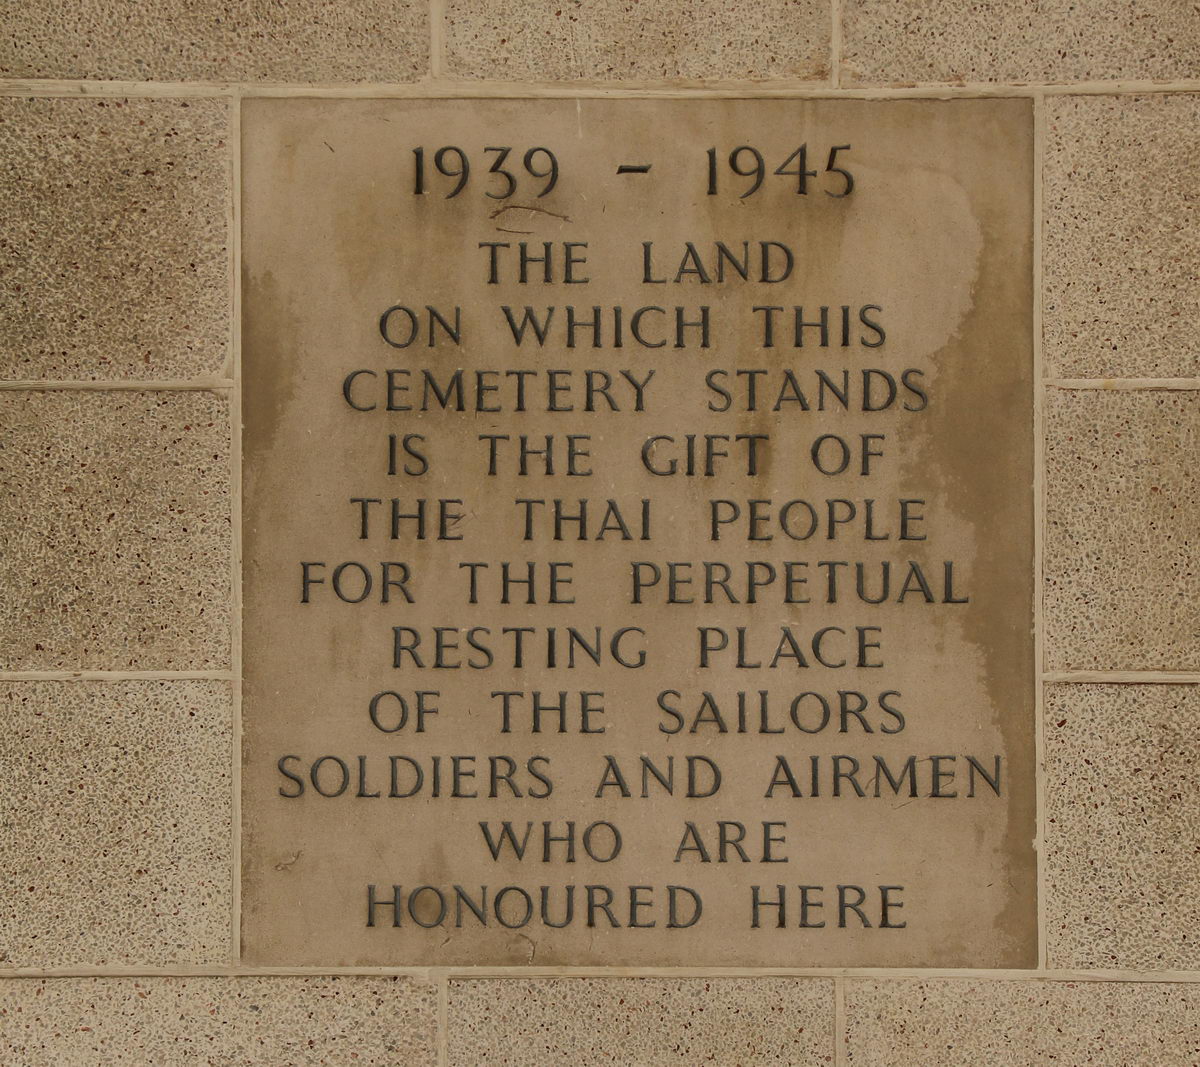 1939 - 1945
THE LAND
ON WHICH THIS
CEMETERY STANDS
IS THE GIFT OF
THE THAI PEOPLE
FOR THE PERPETUAL
RESTING PLACE
OF THE SAILORS
SOLDIERS AND AIRMEN
WHO ARE
HONOURED HERE